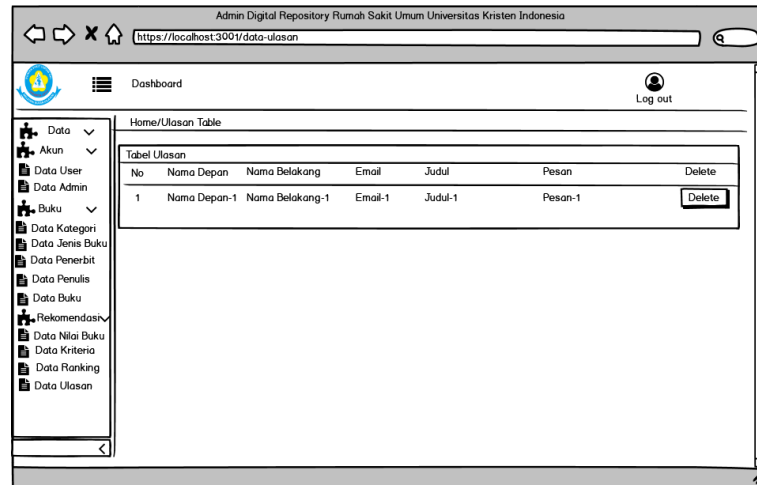 Admin Digital Repository Rumah Sakit Umum Universitas Kristen Indonesia
https://localhost:3001/data-ulasan
Dashboard
Log out
Home/Ulasan Table
Data
Akun
Data User
Data Admin
Buku
Data Kategori
Data Jenis Buku
Data Penerbit
Data Penulis
Data Buku
Rekomendasi
Data Nilai Buku
Data Kriteria
Data Ranking
Data Ulasan
Tabel Ulasan
No Nama Depan Nama Belakang Email Judul Pesan Delete
1 Nama Depan-1 Nama Belakang-1 Email-1 Judul-1 Pesan-1 Delete